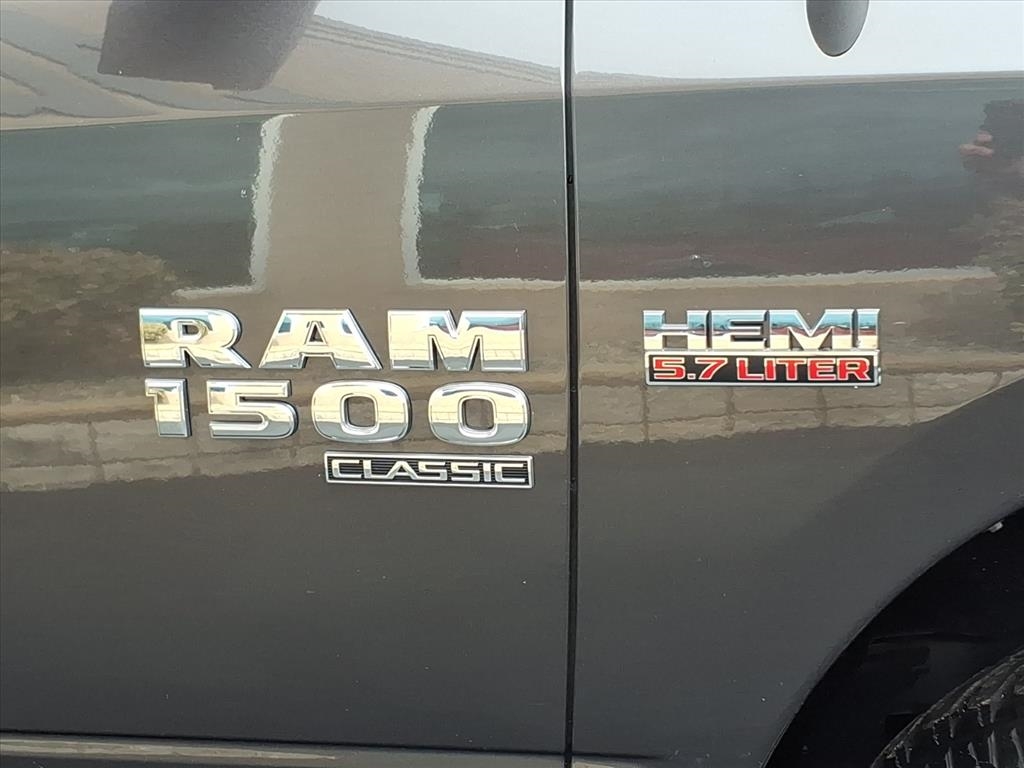 RAM
1500
CLASSIC
HEMI
5.7 LITER